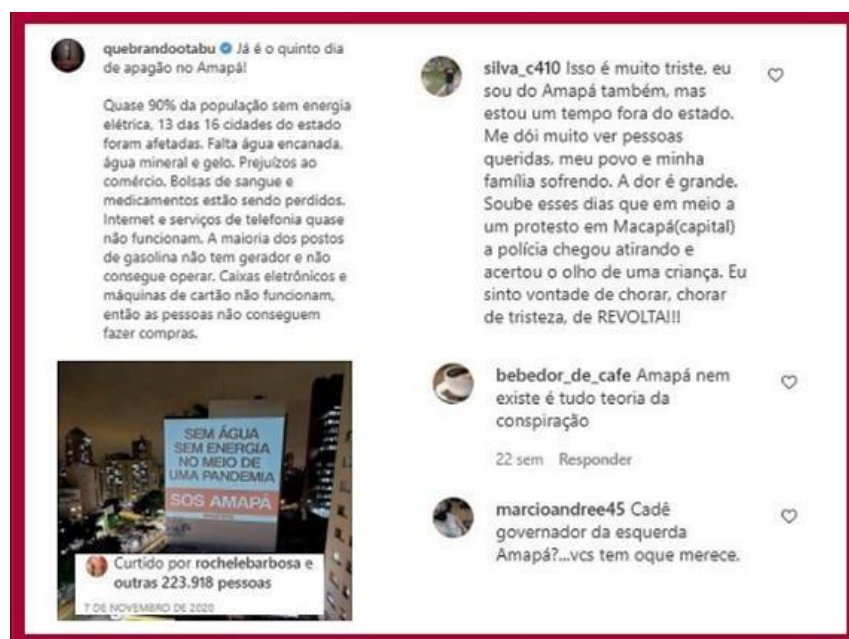 quebrandootabu Já é o quinto dia
de apagão no Amapá!
Quase 90% da população sem energia
elétrica, 13 das 16 cidades do estado
foram afetadas. Falta água encanada,
água mineral e gelo. Prejuízos ao
comércio. Bolsas de sangue e
medicamentos estão sendo perdidos.
Internet e serviços de telefonia quase
não funcionam. A maioria dos postos
de gasolina não tem gerador e não
consegue operar. Caixas eletrônicos e
máquinas de cartão não funcionam,
então as pessoas não conseguem
fazer compras.
SEM ÁGUA
SEM ENERGIA
NO MEIO DE
UMA PANDEMIA
SOS AMAPÁ
Curtido por rochelebarbosa e
outras 223.918 pessoas
7 DE NOVEMBRO DE 2020
silva_c410 Isso é muito triste, eu
sou do Amapá também, mas
estou um tempo fora do estado.
Me dói muito ver pessoas
queridas, meu povo e minha
família sofrendo. A dor é grande.
Soube esses dias que em meio a
um protesto em Macapá(capital)
a polícia chegou atirando e
acertou o olho de uma criança. Eu
sinto vontade de chorar, chorar
de tristeza, de REVOLTA!!!
bebedor_de_cafe Amapá nem
existe é tudo teoria da
conspiração
22 sem Responder
marcioandree45 Cadê
governador da esquerda
Amapá?...vcs tem oque merece.